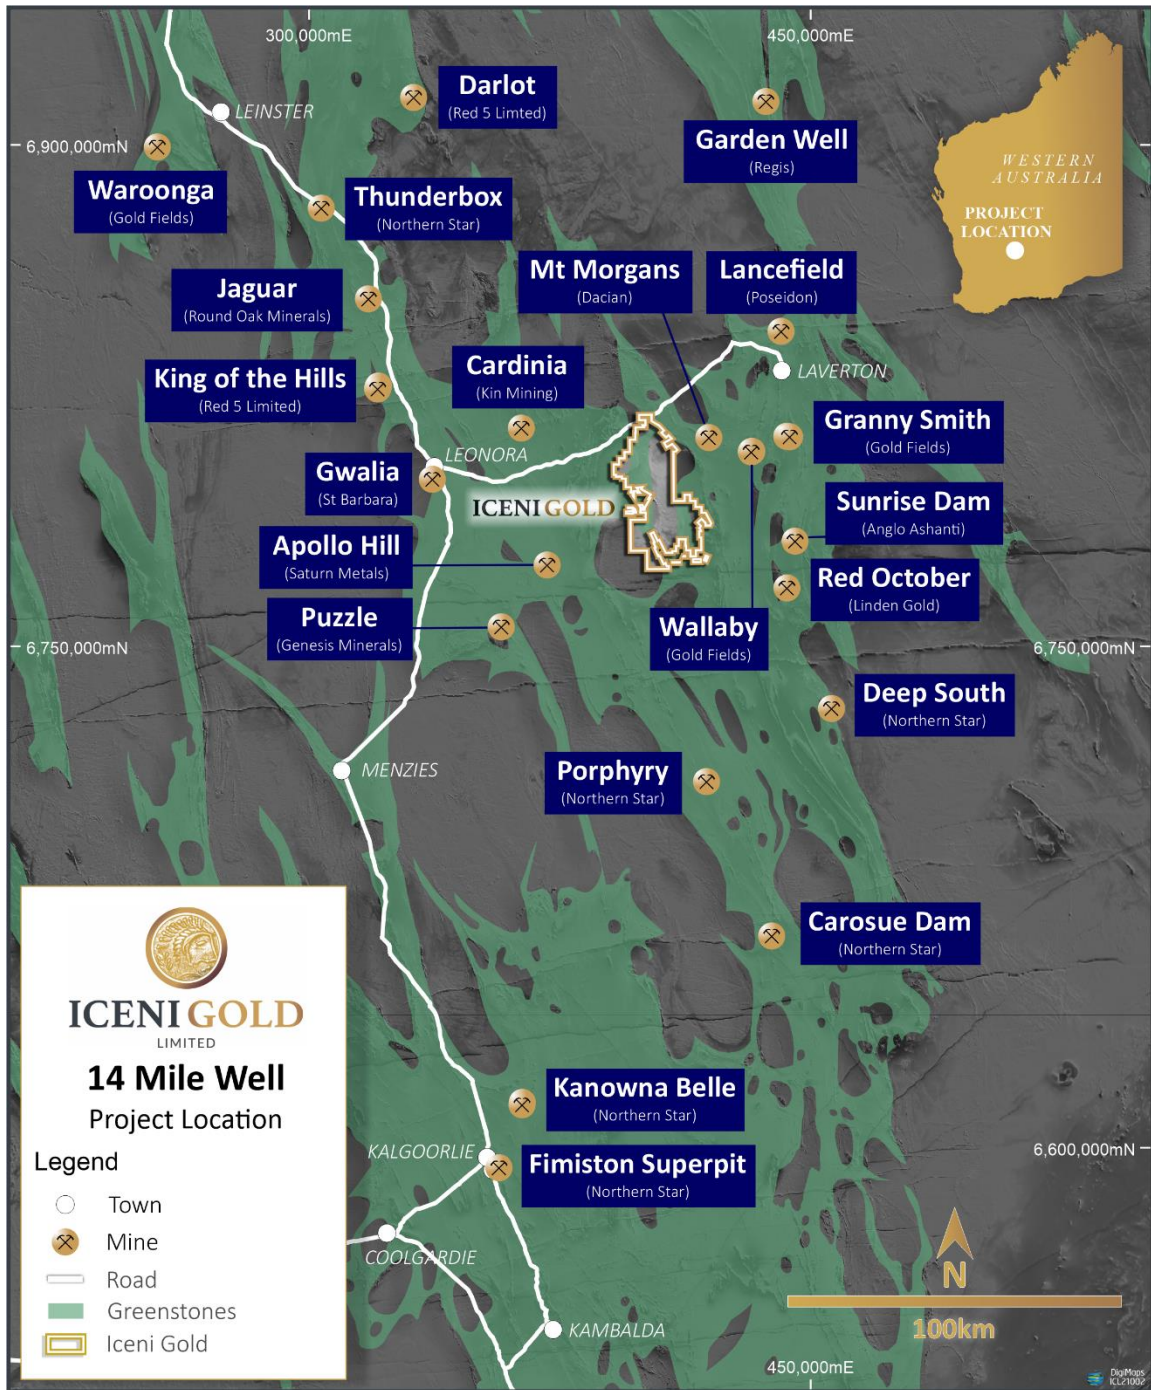 300,000mE
450,000mE
LEINSTER
Darlot
(Red 5 Limted)
Garden Well
(Regis)
6,900,000mN
WESTERN
AUSTRALIA
PROJECT
LOCATION
Waroonga
(Gold Fields)
Thunderbox
(Northern Star)
Mt Morgans
(Dacian)
Lancefield
(Poseidon)
Jaguar
(Round Oak Minerals)
Cardinia
(Kin Mining)
LAVERTON
King of the Hills
(Red 5 Limited)
Granny Smith
(Gold Fields)
LEONORA
Gwalia
(St Barbara)
ICENI GOLD
Sunrise Dam
(Anglo Ashanti)
Apollo Hill
(Saturn Metals)
Red October
(Linden Gold)
Puzzle
(Genesis Minerals)
Wallaby
(Gold Fields)
6,750,000mN
6,750,000mN
Deep South
(Northern Star)
MENZIES
Porphyry
(Northern Star)
Carosue Dam
(Northern Star)
ICENI GOLD
LIMITED
14 Mile Well
Project Location
Legend
Town
Mine
Road
Greenstones
Iceni Gold
Kanowna Belle
(Northern Star)
KALGOORLIE
6,600,000mN
Fimiston Superpit
(Northern Star)
COOLGARDIE
N
100km
KAMBALDA
450,000mE
DigiMaps
ICL21002